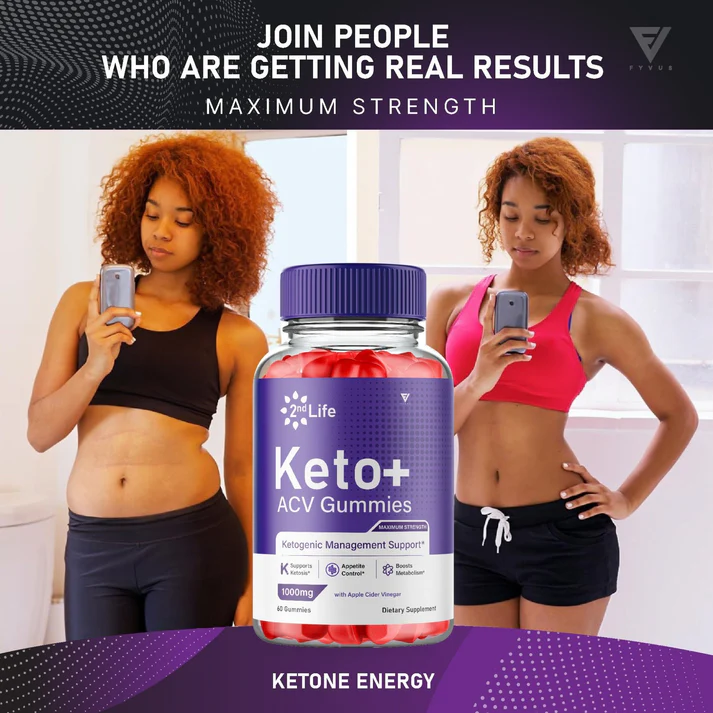 JOIN PEOPLE
WHO ARE GETTING REAL RESULTS
MAXIMUM STRENGTH
FYVUS
2nd Life
Keto+
ACV Gummies
MAXIMUM STRENGTH
Ketogenic Management Support*
K Supports Ketosis*
Appetite Control*
Boosts Metabolism*
1000mg
with Apple Cider Vinegar
60 Gummies
Dietary Supplement
KETONE ENERGY